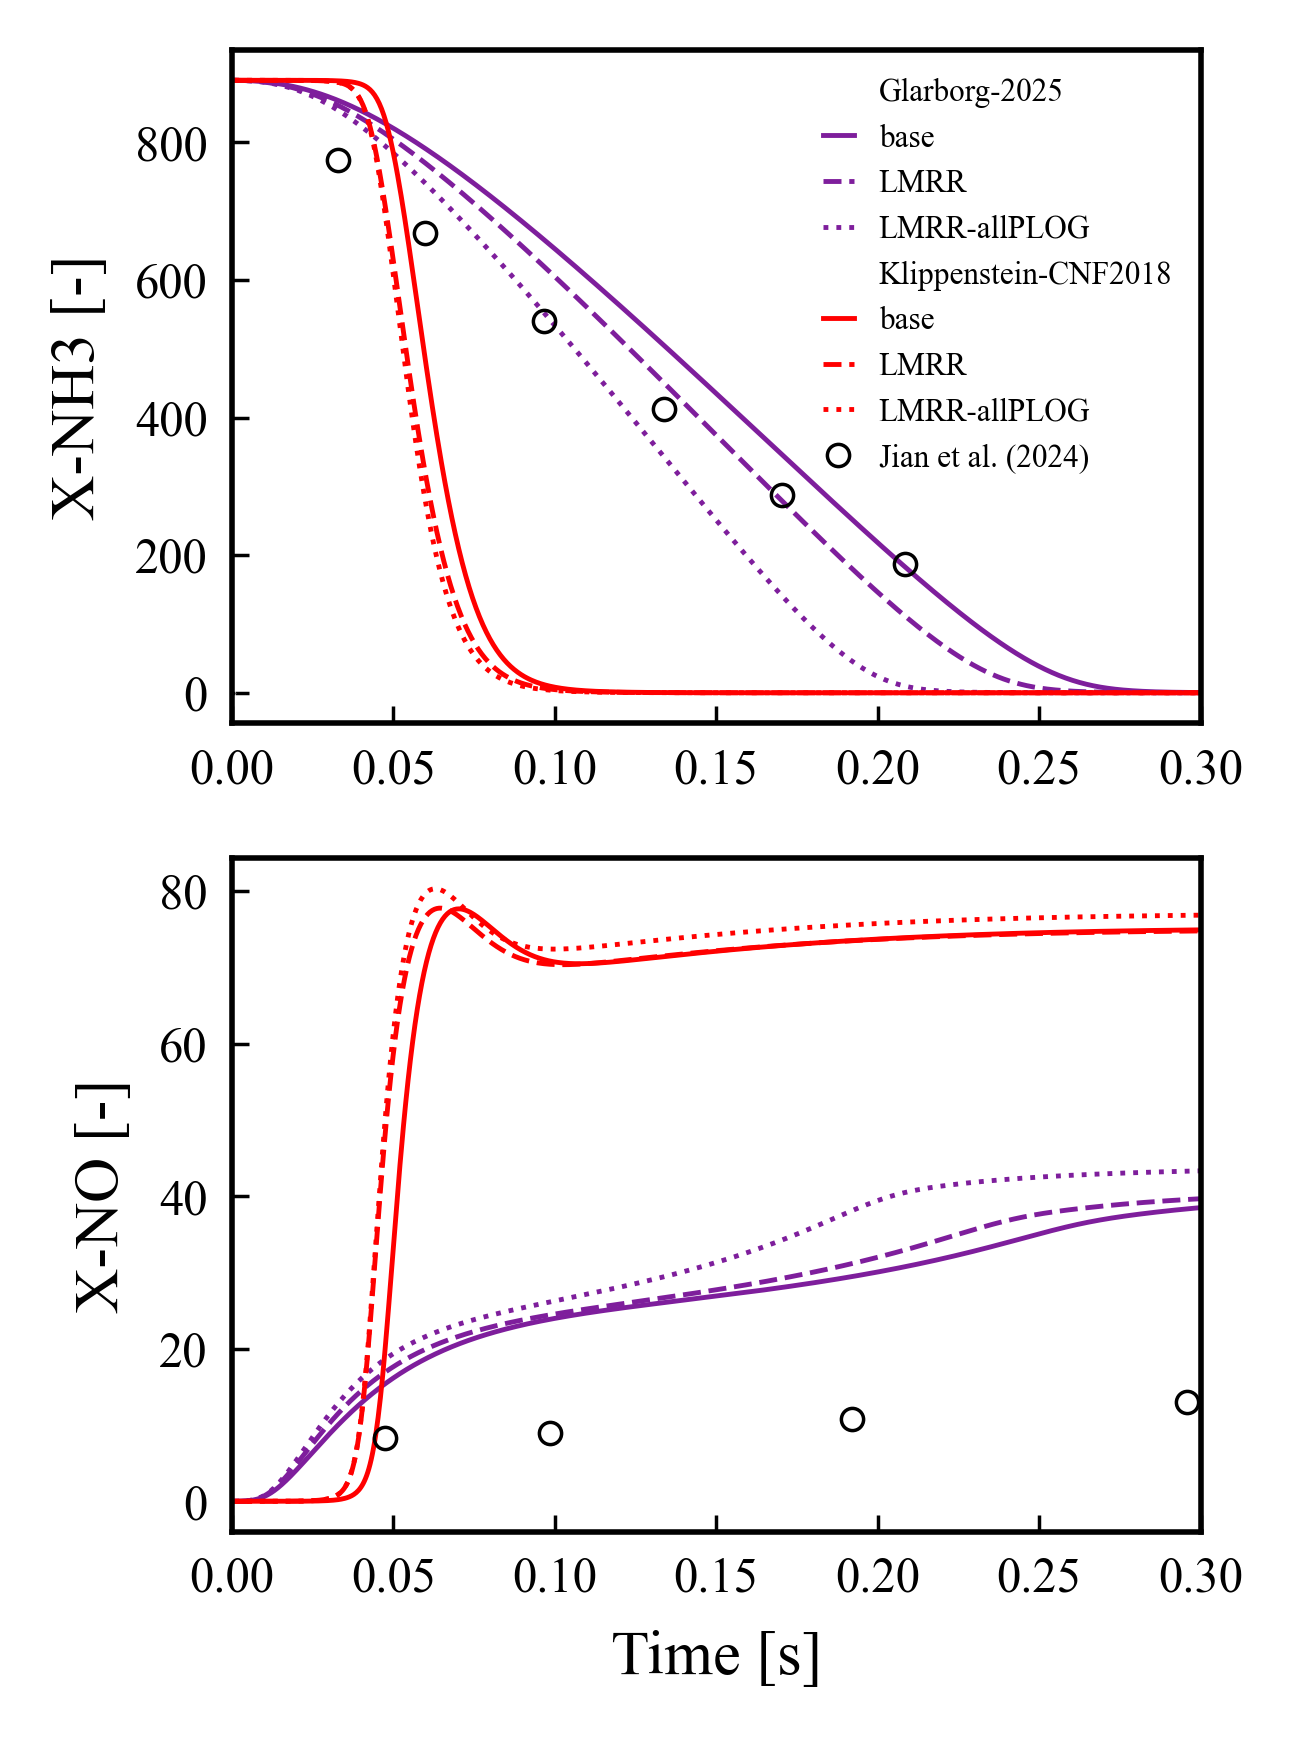 Glarborg-2025
base
LMRR
LMRR-allPLOG
Klippenstein-CNF2018
base
LMRR
LMRR-allPLOG
Jian et al. (2024)
X-NH3 [-]
800
600
400
200
0
0.00 0.05 0.10 0.15 0.20 0.25 0.30
X-NO [-]
80
60
40
20
0
0.00 0.05 0.10 0.15 0.20 0.25 0.30
Time [s]